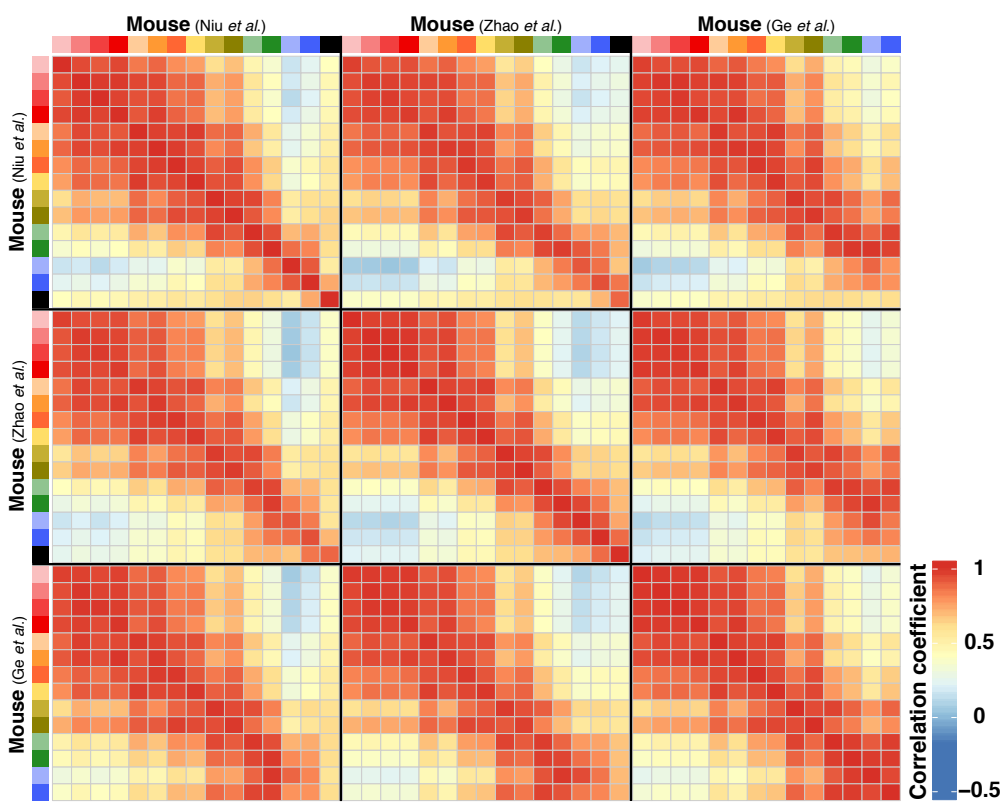 Mouse (Niu et al.)
Mouse (Zhao et al.)
Mouse (Ge et al.)
Mouse (Niu et al.)
Mouse (Zhao et al.)
Mouse (Ge et al.)
Correlation coefficient
1
0.5
0
−0.5